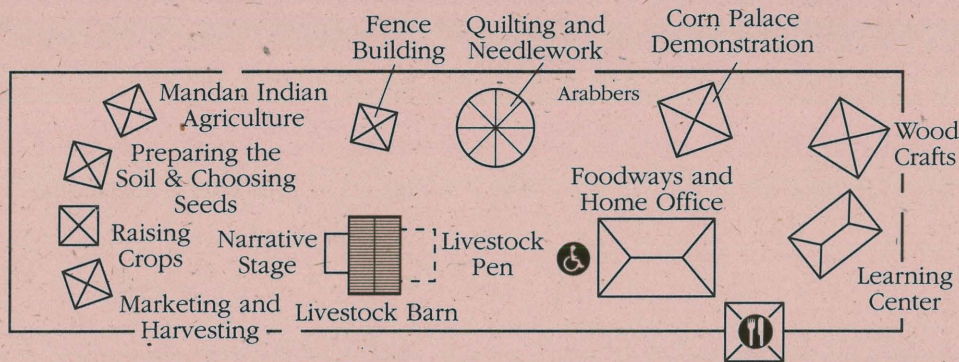 Fence
Building
Quilting and
Needlework
Corn Palace
Demonstration
Mandan Indian
Agriculture
Arabbers
Wood
Crafts
Preparing the
Soil & Choosing
Seeds
Foodways and
Home Office
Raising
Crops
Narrative
Stage
Livestock
Pen
Learning
Center
Marketing and
Harvesting
Livestock Barn